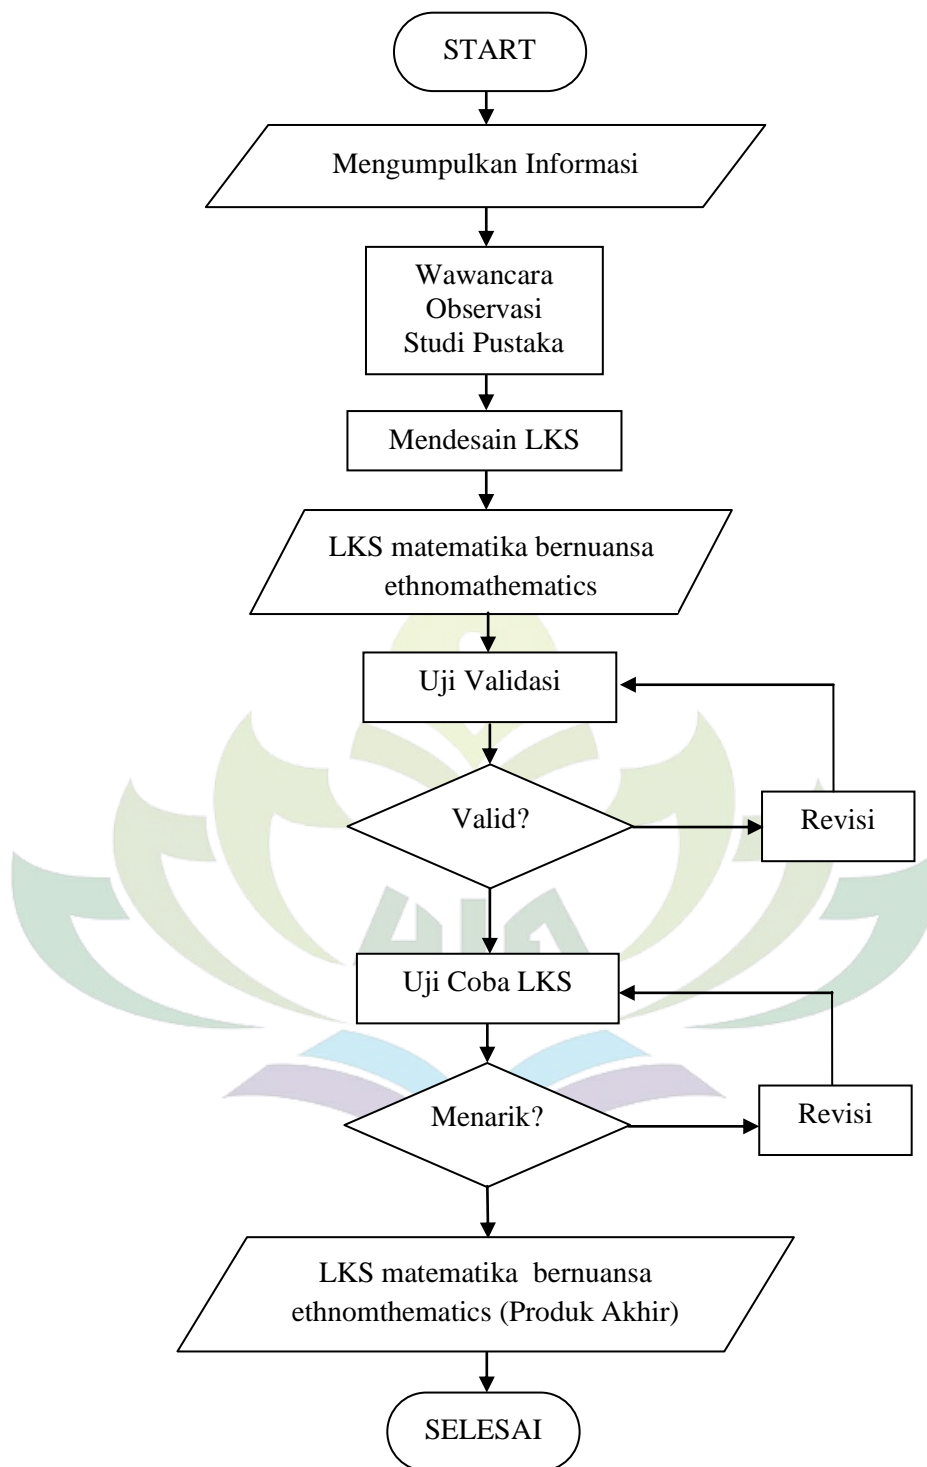 START
Mengumpulkan Informasi
Wawancara
Observasi
Studi Pustaka
Mendesain LKS
LKS matematika bernuansa
ethnomathematics
Uji Validasi
Valid?
Revisi
Uji Coba LKS
Menarik?
Revisi
LKS matematika bernuansa
ethnomthematics (Produk Akhir)
SELESAI